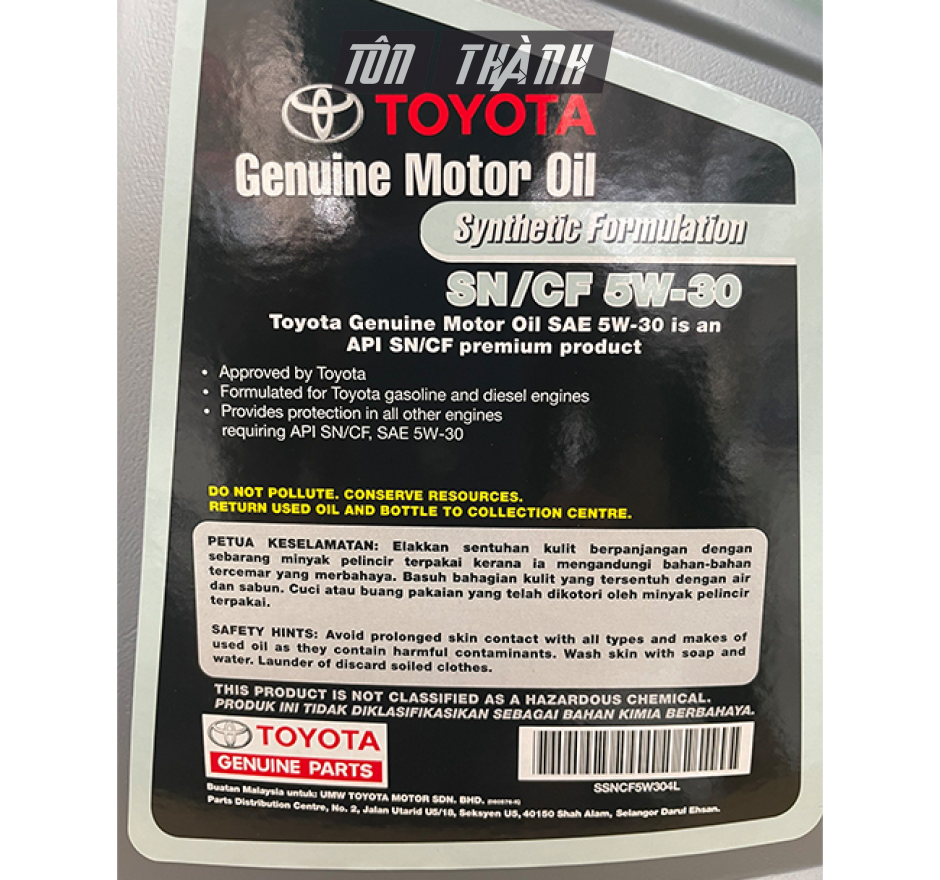 TÔN THÀNH
TOYOTA
Genuine Motor Oil
Synthetic Formulation
SN/CF 5W-30
Toyota Genuine Motor Oil SAE 5W-30 is an
API SN/CF premium product
• Approved by Toyota
• Formulated for Toyota gasoline and diesel engines
• Provides protection in all other engines
requiring API SN/CF, SAE 5W-30
DO NOT POLLUTE. CONSERVE RESOURCES.
RETURN USED OIL AND BOTTLE TO COLLECTION CENTRE.
PETUA KESELAMATAN: Elakkan sentuhan kulit berpanjangan dengan
sebarang minyak pelincir terpakai kerana ia mengandungi bahan-bahan
tercemar yang merbahaya. Basuh bahagian kulit yang tersentuh dengan air
dan sabun. Cuci atau buang pakaian yang telah dikotori oleh minyak pelincir
terpakai.
SAFETY HINTS: Avoid prolonged skin contact with all types and makes of
used oil as they contain harmful contaminants. Wash skin with soap and
water. Launder of discard soiled clothes.
THIS PRODUCT IS NOT CLASSIFIED AS A HAZARDOUS CHEMICAL.
PRODUK INI TIDAK DIKLASIFIKASIKAN SEBAGAI BAHAN KIMIA BERBAHAYA.
TOYOTA
GENUINE PARTS
SSNCF5W304L
Buatan Malaysia untuk: UMW TOYOTA MOTOR SDN. BHD.
Parts Distribution Centre, No. 2, Jalan Utarid U5/18, Seksyen U5, 40150 Shah Alam, Selangor Darul Ehsan.